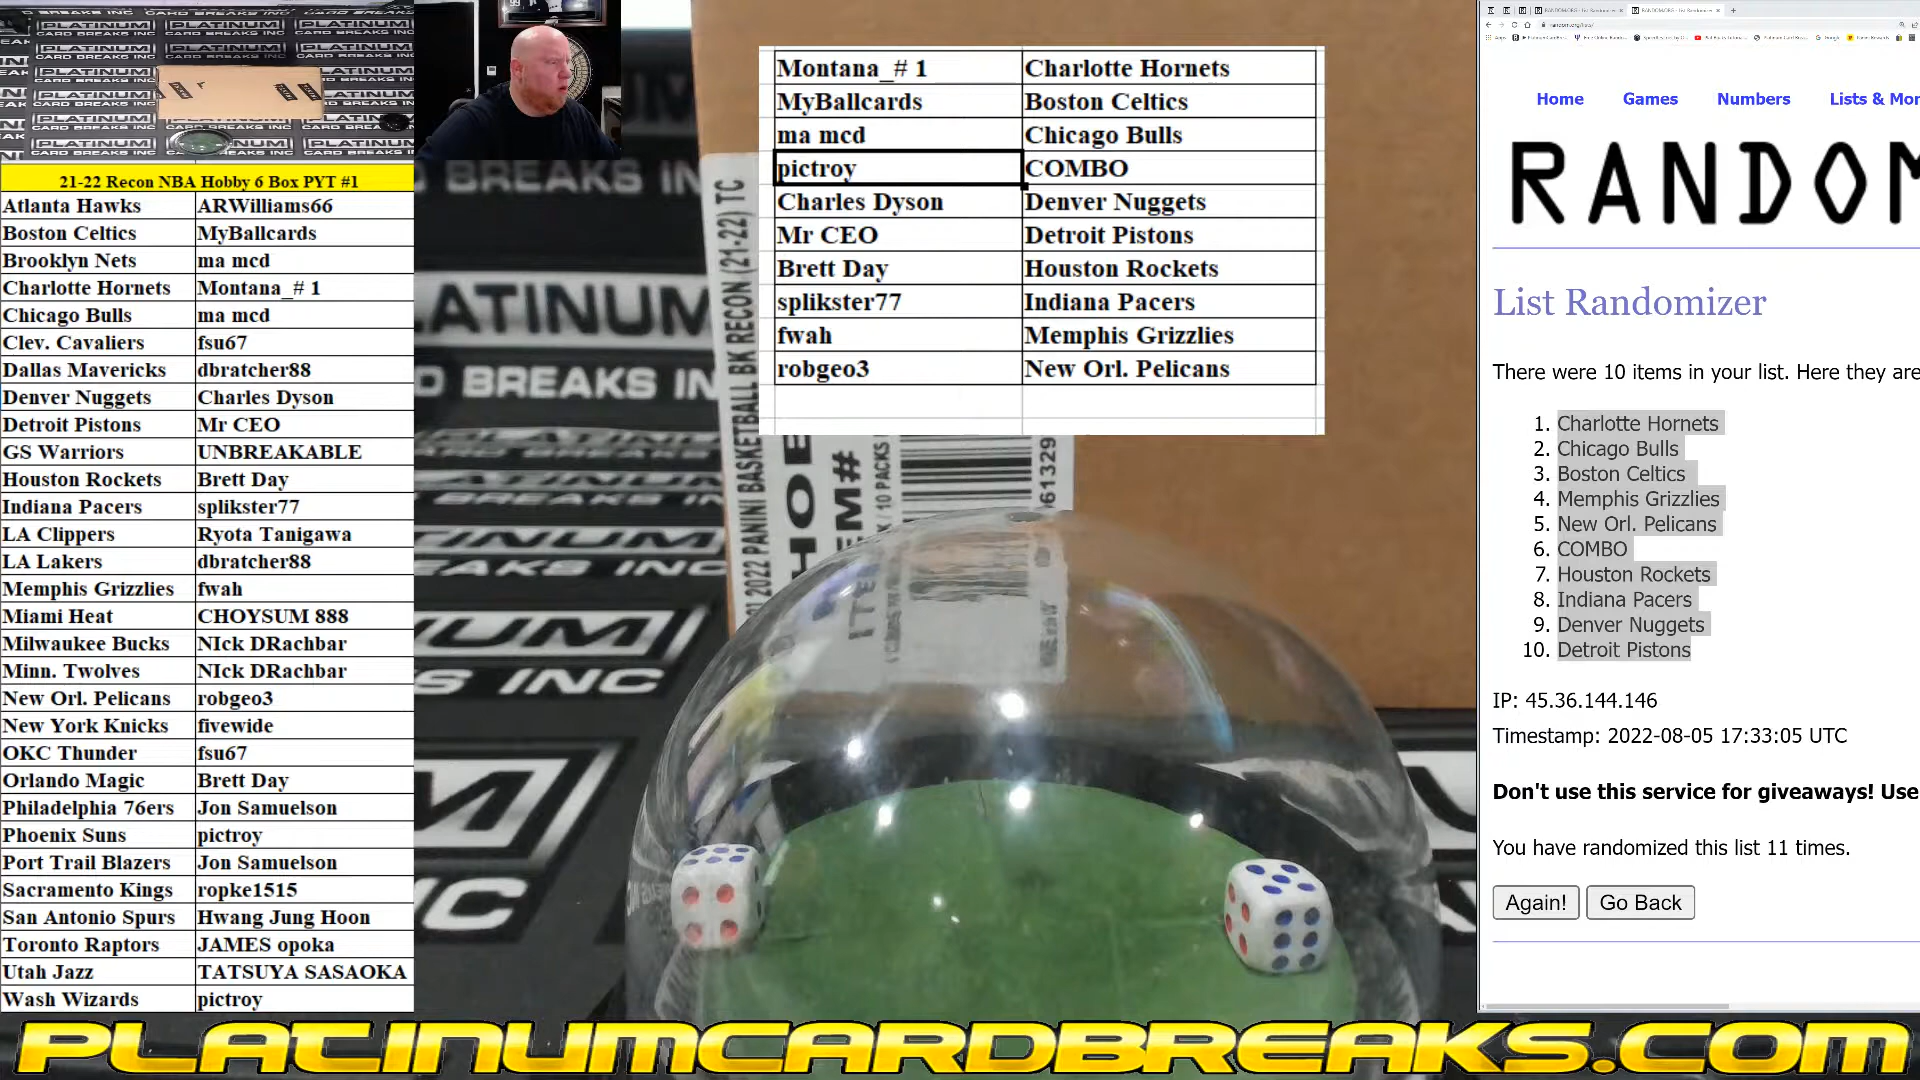 21-22 Recon NBA Hobby 6 Box PYT #1
Atlanta Hawks ARWilliams66
Boston Celtics MyBallcards
Brooklyn Nets ma mcd
Charlotte Hornets Montana_# 1
Chicago Bulls ma mcd
Clev. Cavaliers fsu67
Dallas Mavericks dbratcher88
Denver Nuggets Charles Dyson
Detroit Pistons Mr CEO
GS Warriors UNBREAKABLE
Houston Rockets Brett Day
Indiana Pacers splikster77
LA Clippers Ryota Tanigawa
LA Lakers dbratcher88
Memphis Grizzlies fwah
Miami Heat CHOYSUM 888
Milwaukee Bucks NIck DRachbar
Minn. Twolves NIck DRachbar
New Orl. Pelicans robgeo3
New York Knicks fivewide
OKC Thunder fsu67
Orlando Magic Brett Day
Philadelphia 76ers Jon Samuelson
Phoenix Suns pictroy
Port Trail Blazers Jon Samuelson
Sacramento Kings ropke1515
San Antonio Spurs Hwang Jung Hoon
Toronto Raptors JAMES opoka
Utah Jazz TATSUYA SASAOKA
Wash Wizards pictroy
Montana_# 1 Charlotte Hornets
MyBallcards Boston Celtics
ma mcd Chicago Bulls
pictroy COMBO
Charles Dyson Denver Nuggets
Mr CEO Detroit Pistons
Brett Day Houston Rockets
splikster77 Indiana Pacers
fwah Memphis Grizzlies
robgeo3 New Orl. Pelicans
PANINI BASKETBALL BK RECON (21-22) TC
Home Games Numbers Lists & Mor
RANDOM
List Randomizer
There were 10 items in your list. Here they are
1. Charlotte Hornets
2. Chicago Bulls
3. Boston Celtics
4. Memphis Grizzlies
5. New Orl. Pelicans
6. COMBO
7. Houston Rockets
8. Indiana Pacers
9. Denver Nuggets
10. Detroit Pistons
IP: 45.36.144.146
Timestamp: 2022-08-05 17:33:05 UTC
Don't use this service for giveaways! Use
You have randomized this list 11 times.
Again! Go Back
PLATINUMCARDBREAKS.COM